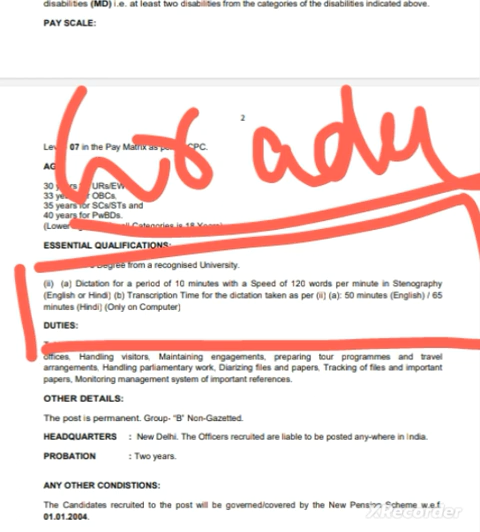 disabilities (MD) i.e. at least two disabilities from the categories of the disabilities indicated above.
PAY SCALE:
2
Level 07 in the Pay Matrix as CPC.
30 URs/EW
33 OBCs,
35 years for SCs/STs and
40 years for PwBDs.
(Lower Categories is 18 Years)
ESSENTIAL QUALIFICATIONS:
Degree from a recognised University.
(ii) (a) Dictation for a period of 10 minutes with a Speed of 120 words per minute in Stenography
(English or Hindi) (b) Transcription Time for the dictation taken as per (ii) (a): 50 minutes (English) / 65
minutes (Hindi) (Only on Computer)
DUTIES:
offices, Handling visitors, Maintaining engagements, preparing tour programmes and travel
arrangements, Handling parliamentary work, Diarizing files and papers, Tracking of files and important
papers, Monitoring management system of important references.
OTHER DETAILS:
The post is permanent. Group- “B” Non-Gazetted.
HEADQUARTERS : New Delhi. The Officers recruited are liable to be posted any-where in India.
PROBATION : Two years.
ANY OTHER CONDISTIONS:
The Candidates recruited to the post will be governed/covered by the New Pension Scheme w.e.f
01.01.2004.
Recorder